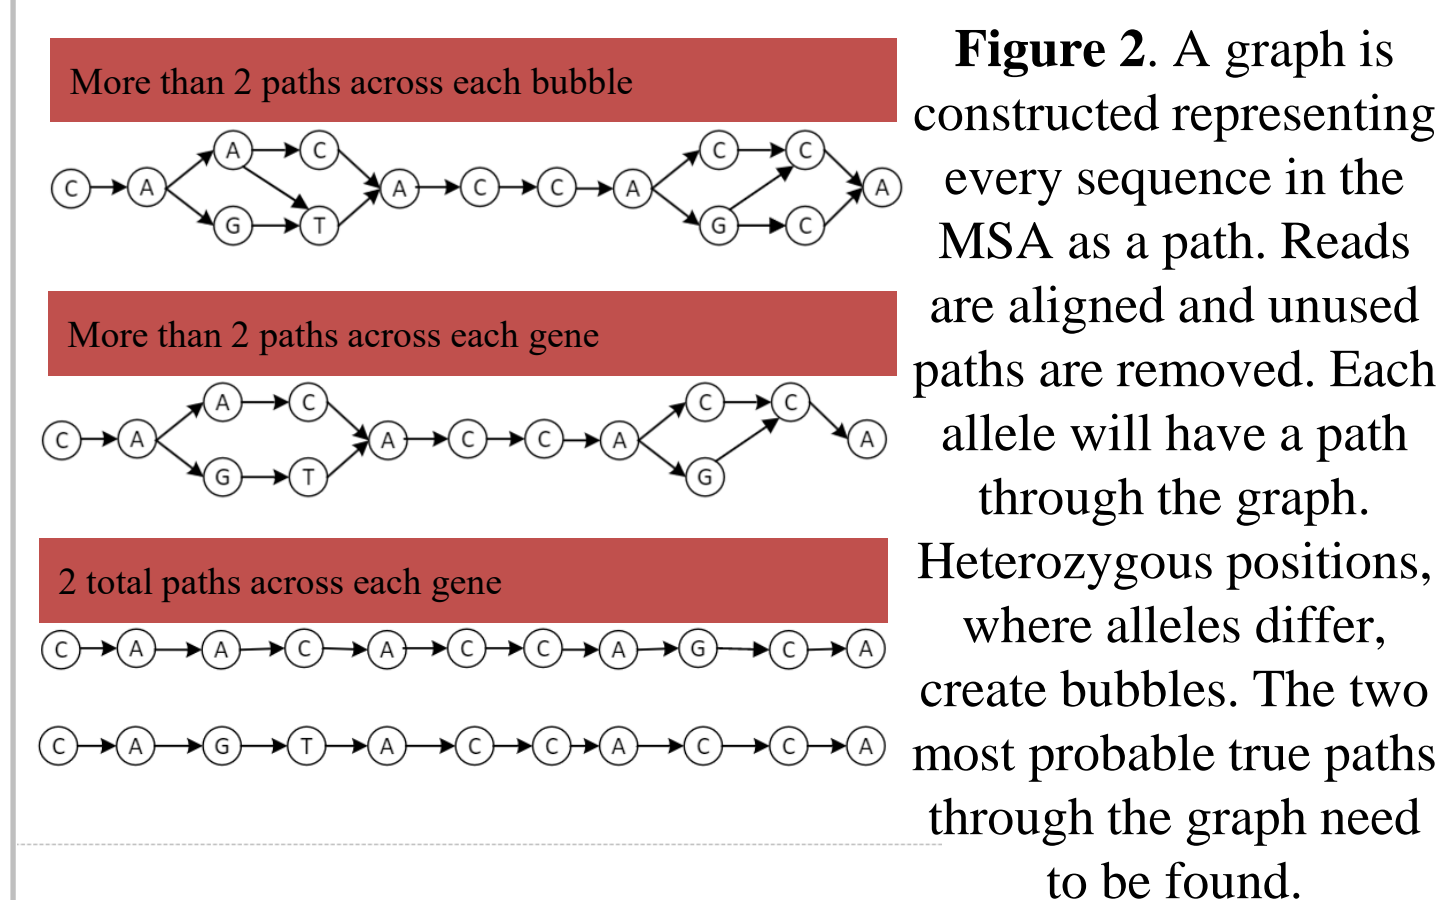 More than 2 paths across each bubble
A C
C A A C C A
G T
C C
A
G C
More than 2 paths across each gene
A C
C A A C C A
G T
C C
A
G
2 total paths across each gene
C A A C A C C A G C A
C A G T A C C A C C A
Figure 2. A graph is
constructed representing
every sequence in the
MSA as a path. Reads
are aligned and unused
paths are removed. Each
allele will have a path
through the graph.
Heterozygous positions,
where alleles differ,
create bubbles. The two
most probable true paths
through the graph need
to be found.